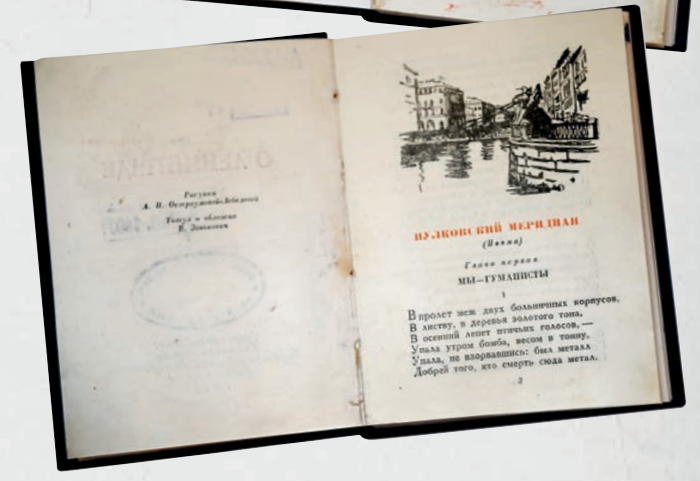 О ЛЕНИНГРАДЕ
Рисунки
А. П. Остроумовой-Лебедевой
Титул и обложка
Е.
ПУЛКОВСКИЙ МЕРИДИАН
(Поэма)
Глава первая
МЫ—ГУМАНИСТЫ
1
В пролет меж двух больничных корпусов,
В листву, в деревья золотого тона,
В осенний лепет птичьих голосов,—
Упала утром бомба, весом в тонну.
Упала, не взорвавшись: был металл
Добрей того, кто смерть сюда метал.
3